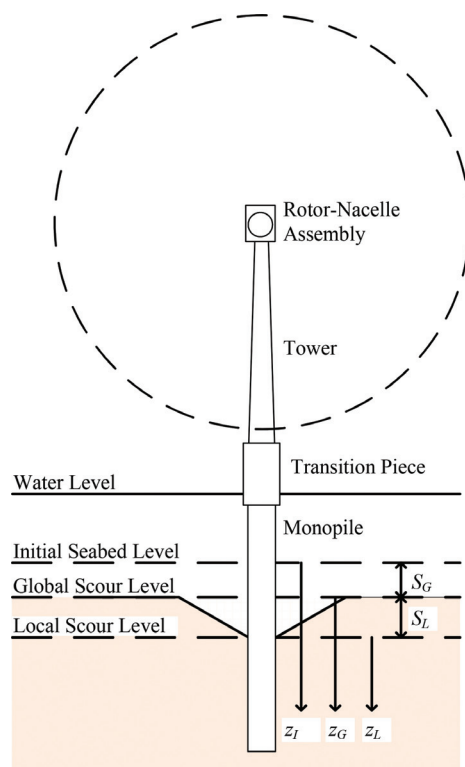 Rotor-Nacelle
Assembly
Tower
Transition Piece
Water Level
Monopile
Initial Seabed Level
S_G
Global Scour Level
S_L
Local Scour Level
z_I z_G z_L